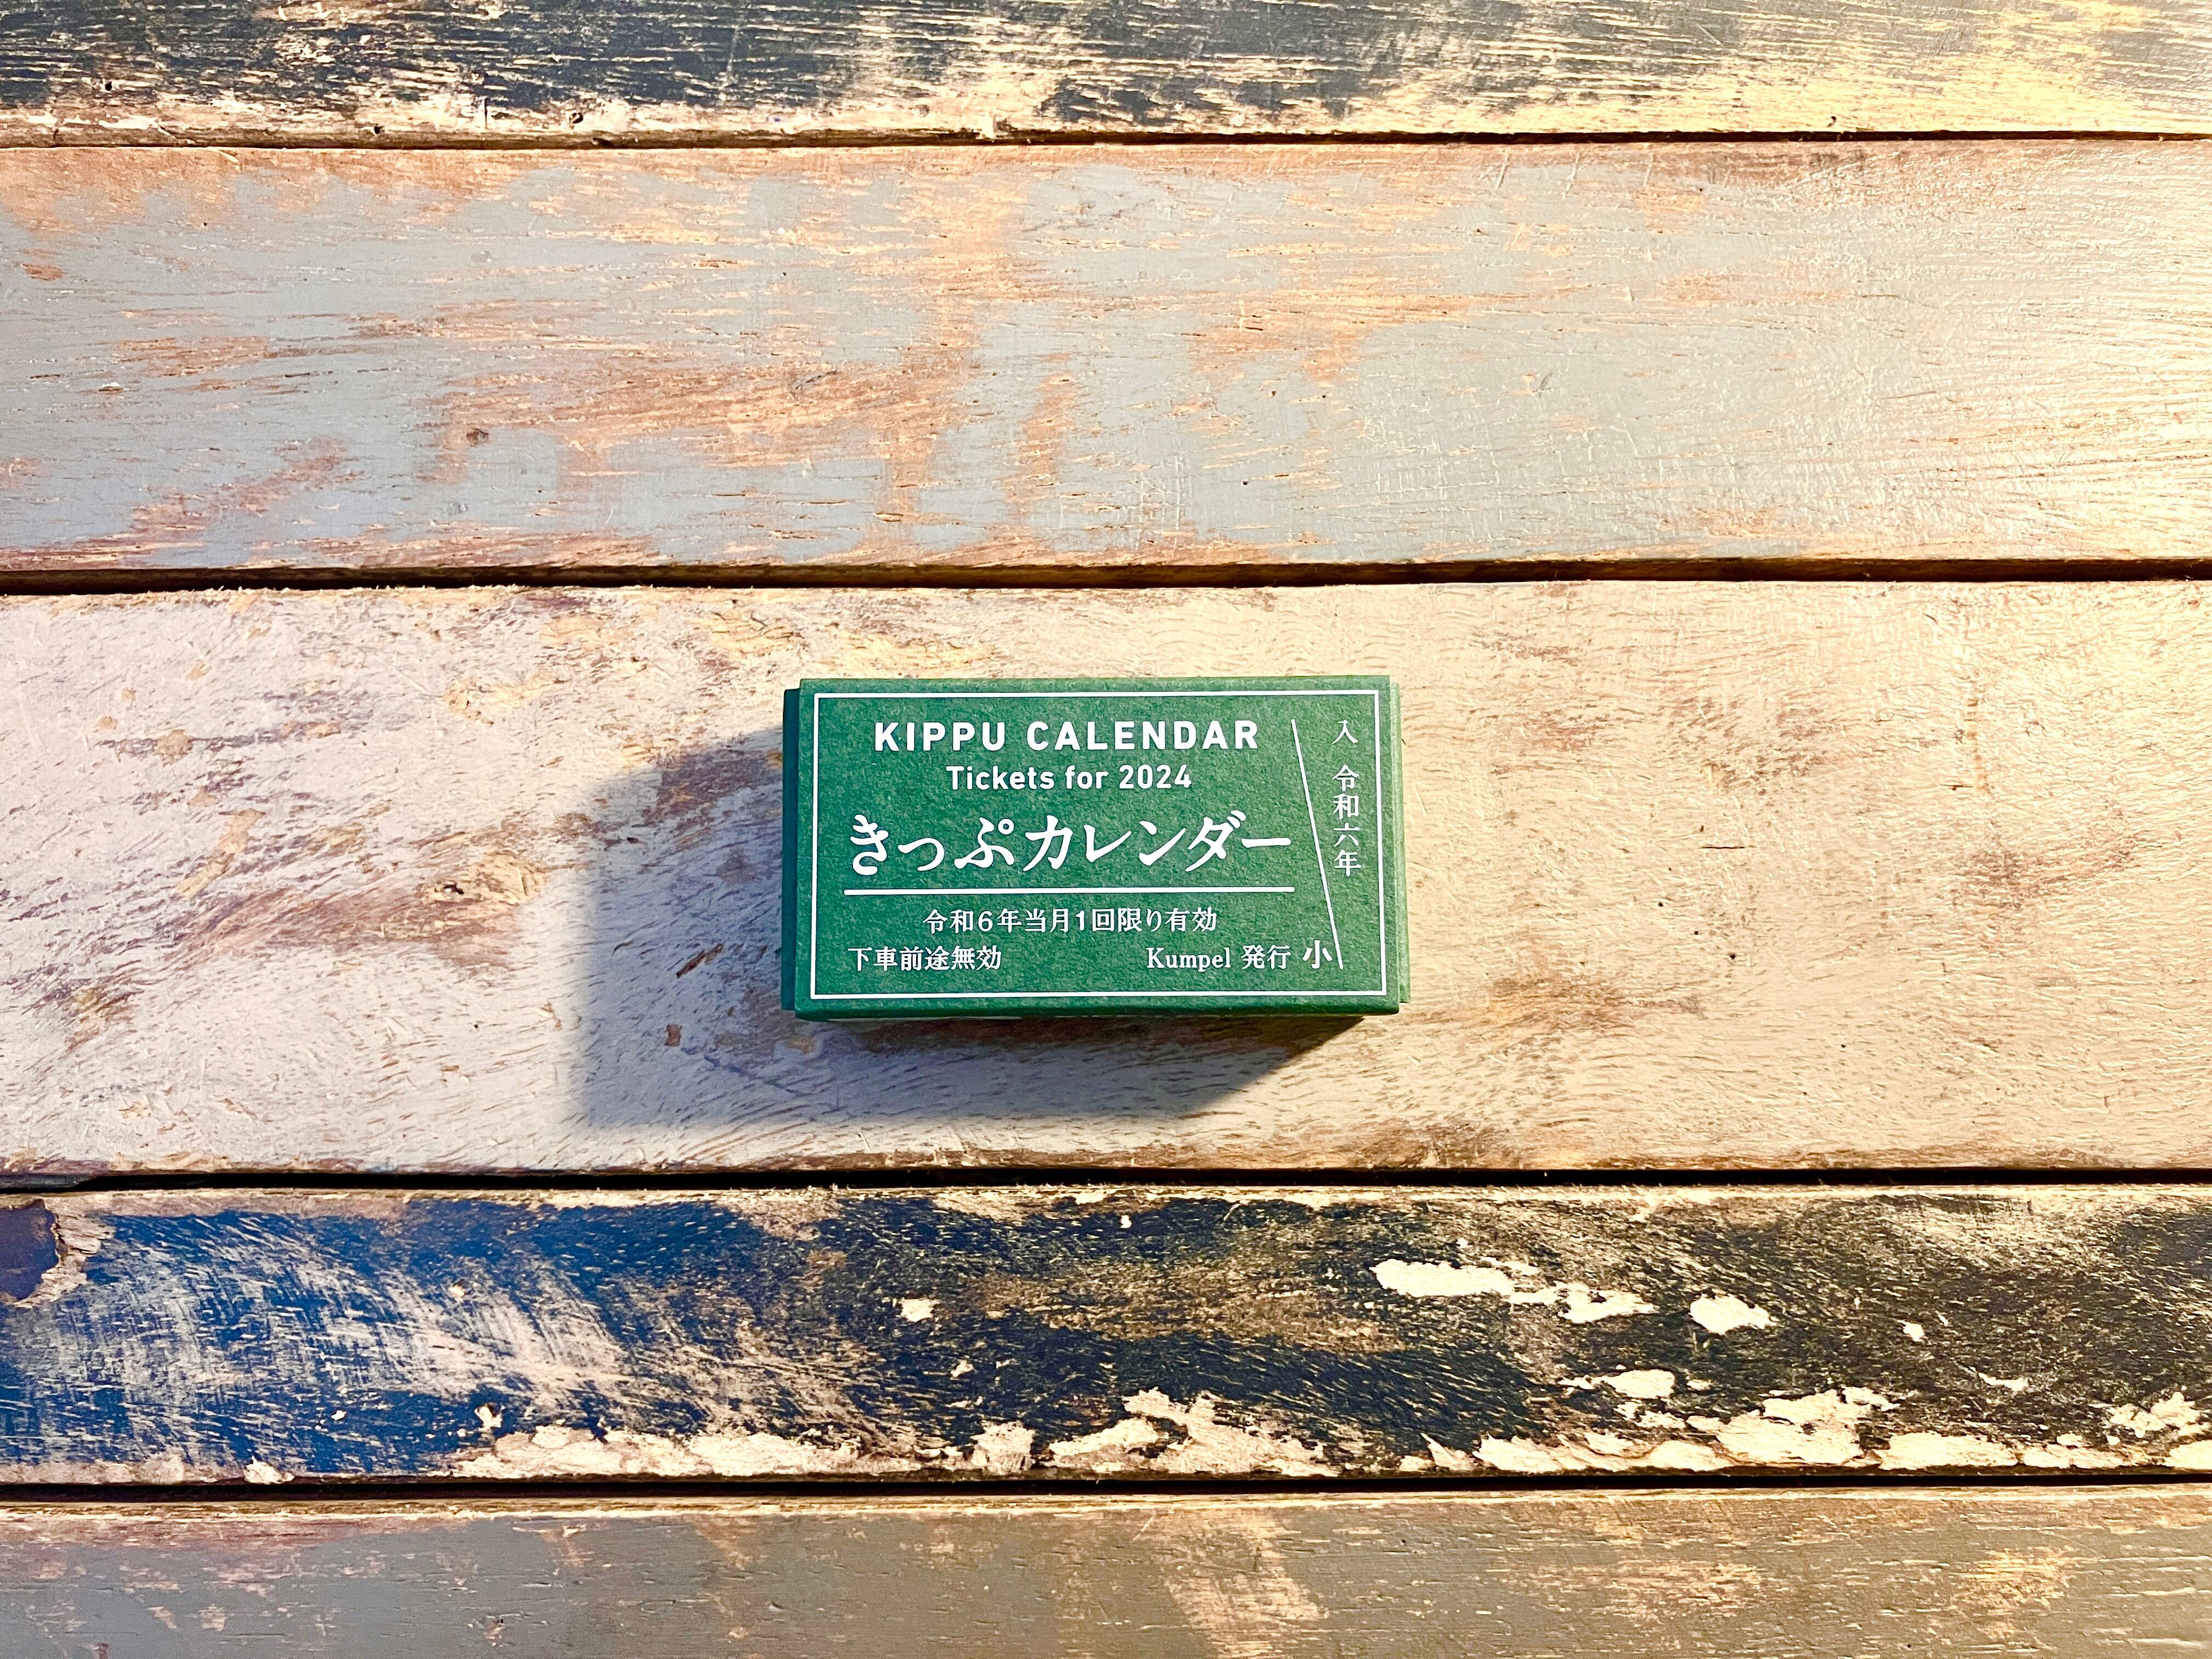 KIPPU CALENDAR
Tickets for 2024
きっぷカレンダー
令和6年当月1回限り有効
下車前途無効
Kumpel 発行 小
入 令和六年